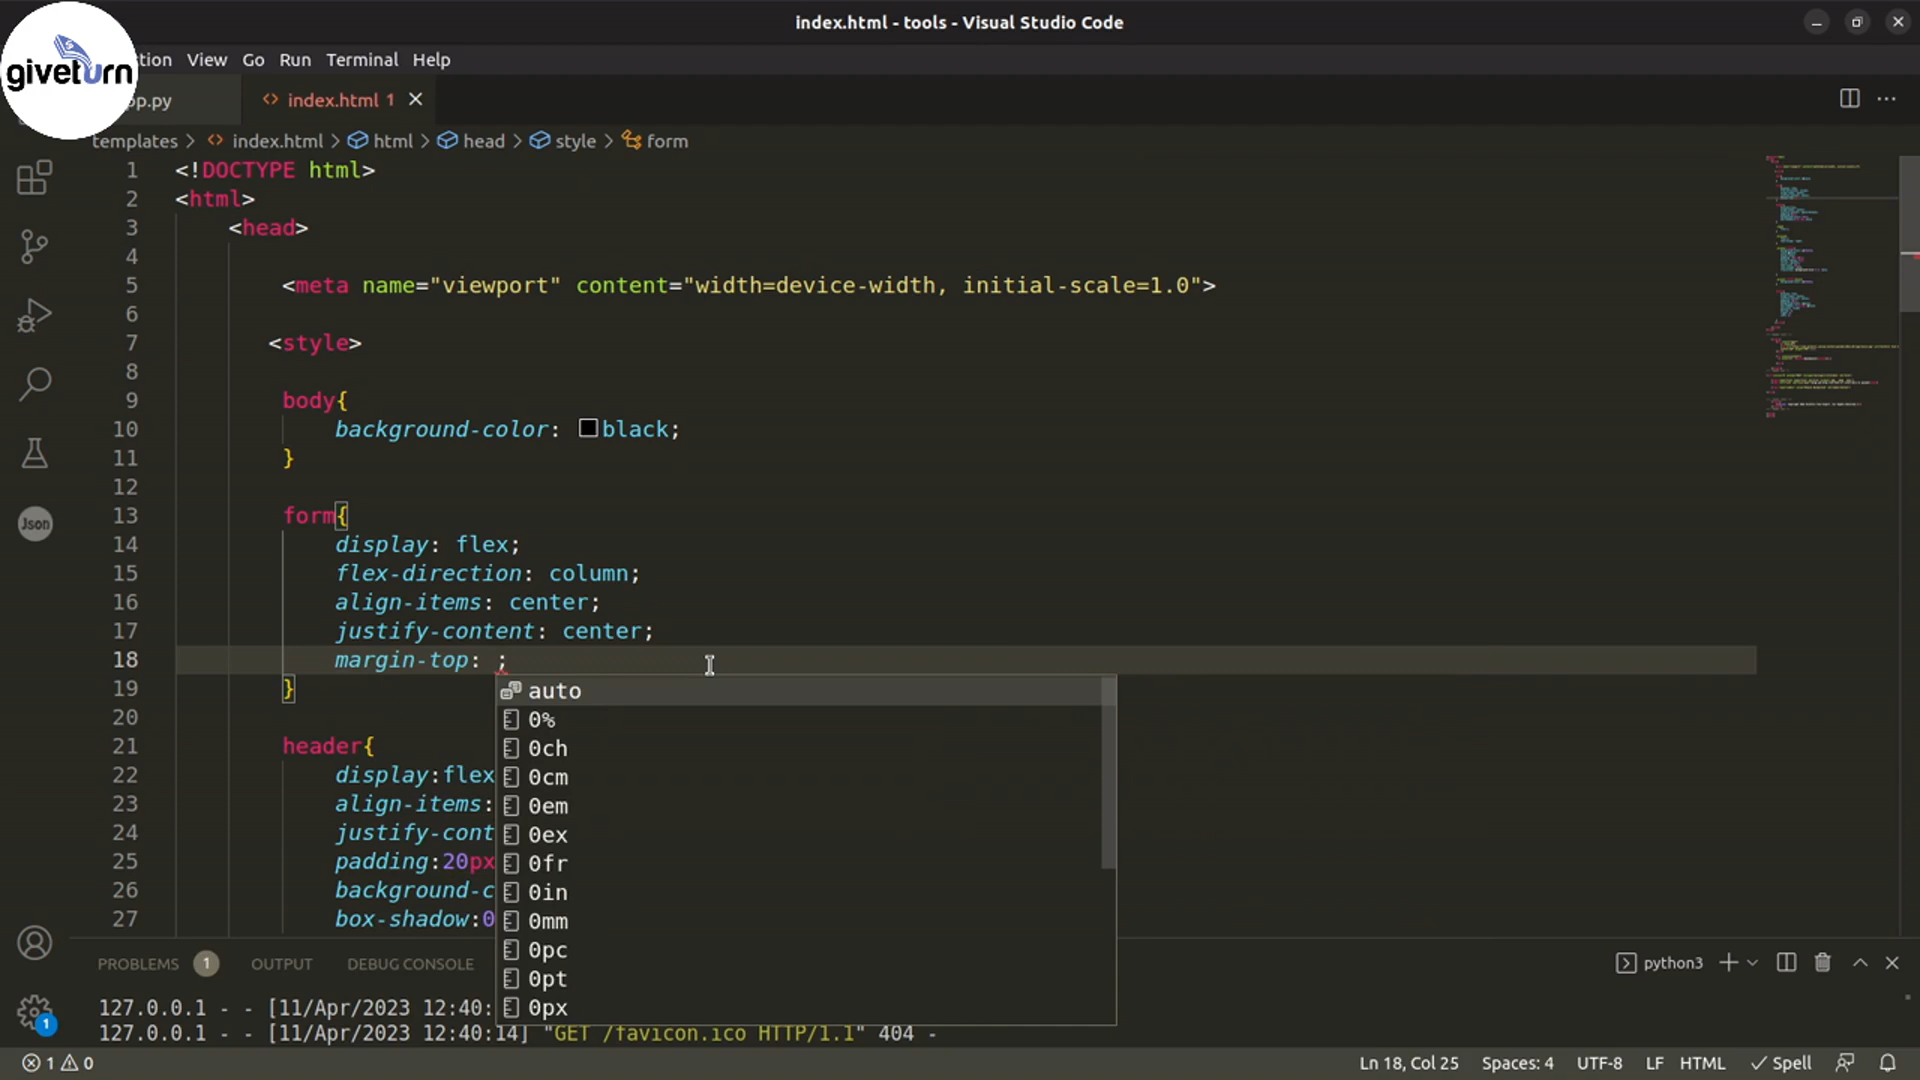 index.html - tools - Visual Studio Code
giveturn
tion View Go Run Terminal Help
pp.py
index.html 1
templates > index.html > html > head > style > form
1 <!DOCTYPE html>
2 <html>
3 <head>
4
5 <meta name="viewport" content="width=device-width, initial-scale=1.0">
6
7 <style>
8
9 body{
10 background-color: black;
11 }
12
13 form{
14 display: flex;
15 flex-direction: column;
16 align-items: center;
17 justify-content: center;
18 margin-top: ;
19 }
20
21 header{
22 display:flex
23 align-items:
24 justify-cont
25 padding:20px
26 background-c
27 box-shadow:0
auto
0%
0ch
0cm
0em
0ex
0fr
0in
0mm
0pc
0pt
0px
Json
PROBLEMS 1 OUTPUT DEBUG CONSOLE
python3
127.0.0.1 - - [11/Apr/2023 12:40:
127.0.0.1 - - [11/Apr/2023 12:40:14] "GET /favicon.ico HTTP/1.1" 404 -
1
1 0
Ln 18, Col 25 Spaces: 4 UTF-8 LF HTML Spell